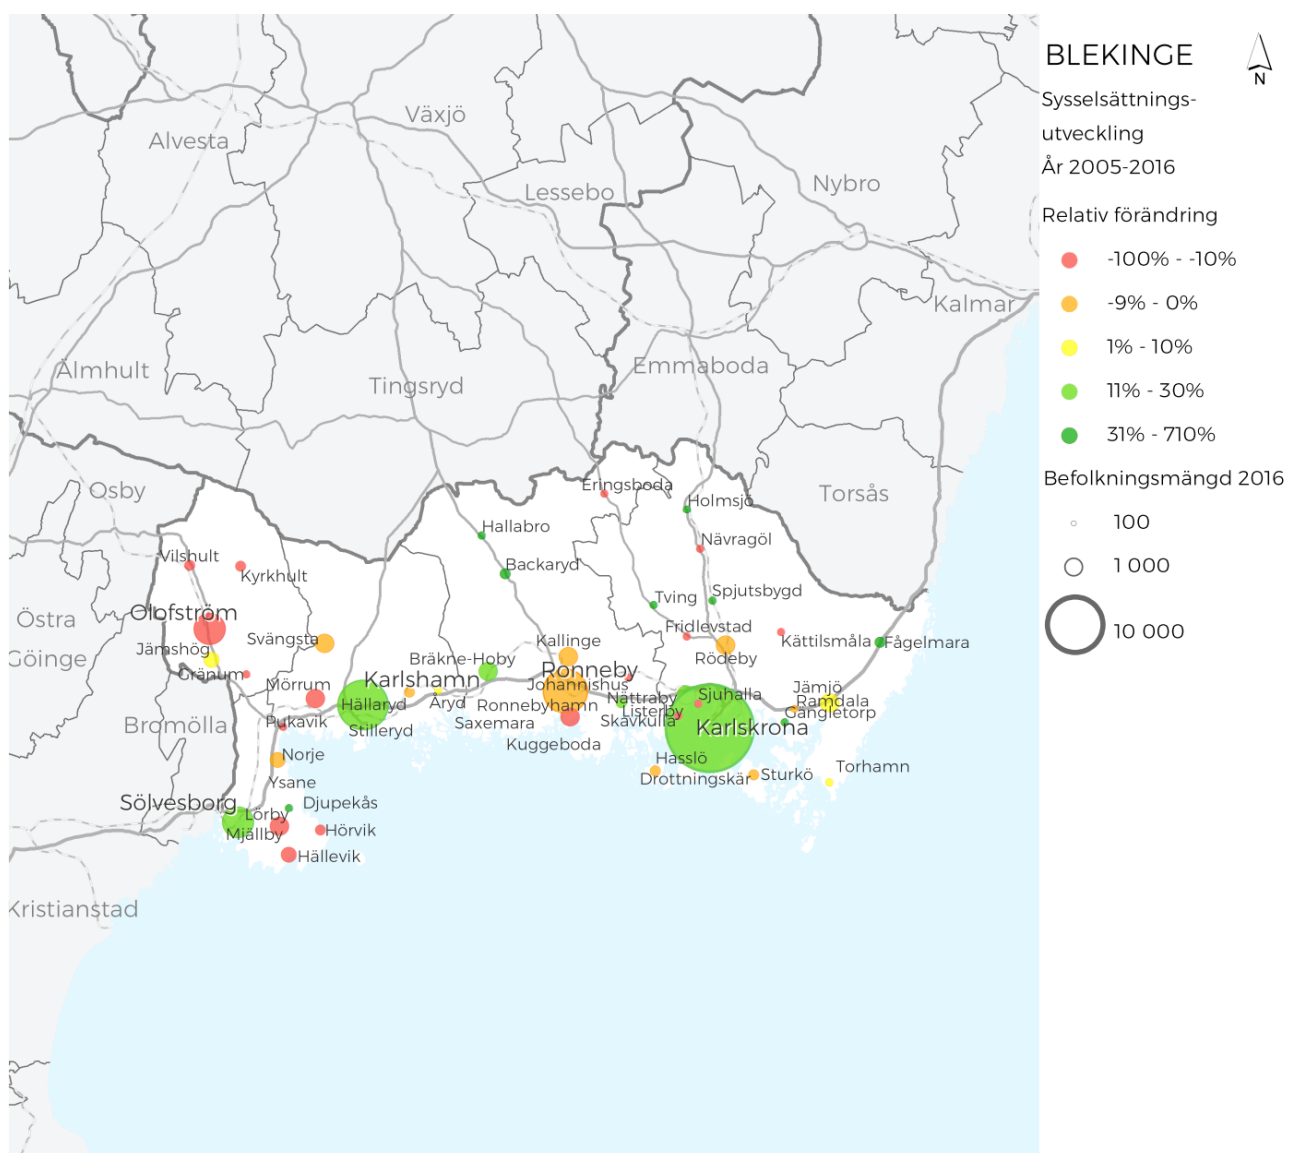 BLEKINGE
N
Sysselsättnings-
utveckling
År 2005-2016
Relativ förändring
-100% - -10%
-9% - 0%
1% - 10%
11% - 30%
31% - 710%
Befolkningsmängd 2016
100
1 000
10 000
Växjö
Alvesta
Lessebo
Nybro
Kalmar
Älmhult
Tingsryd
Emmaboda
Osby
Torsås
Eringsboda
Holmsjö
Hallabro
Nävragöl
Vilshult
Kyrkhult
Backaryd
Spjutsbygd
Tving
Olofström
Östra
Göinge
Svängsta
Fridlevstad
Kallinge
Kättilsmåla
Fågelmara
Jämshög
Bräkne-Hoby
Rödeby
Gränum
Karlshamn
Ronneby
Mörrum
Johannishus
Jämjö
Sjuhalla
Nättraby
Ramdala
Hällaryd
Åryd
Ronnebyhamn
Listerby
Gängletorp
Bromölla
Pukavik
Saxemara
Skavkulla
Karlskrona
Stilleryd
Kuggeboda
Norje
Hasslö
Torhamn
Drottningskär
Sturkö
Ysane
Sölvesborg
Djupekås
Lörby
Mjällby
Hörvik
Hällevik
Kristianstad